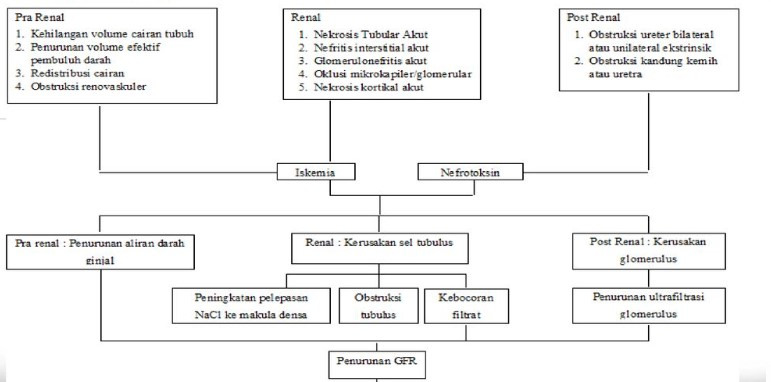 Pra Renal
1. Kehilangan volume cairan tubuh
2. Penurunan volume efektif
pembuluh darah
3. Redistribusi cairan
4. Obstruksi renovaskuler
Renal
1. Nekrosis Tubular Akut
2. Nefritis interstitial akut
3. Glomerulonefritis akut
4. Oklusi mikrokapiler/glomerular
5. Nekrosis kortikal akut
Post Renal
1. Obstruksi ureter bilateral
atau unilateral ekstrinsik
2. Obstruksi kandung kemih
atau uretra
Iskemia
Nefrotoksin
Pra renal : Penurunan aliran darah
ginjal
Renal : Kerusakan sel tubulus
Post Renal : Kerusakan
glomerulus
Peningkatan pelepasan
NaCl ke makula densa
Obstruksi
tubulus
Kebocoran
filtrat
Penurunan ultrafiltrasi
glomerulus
Penurunan GFR